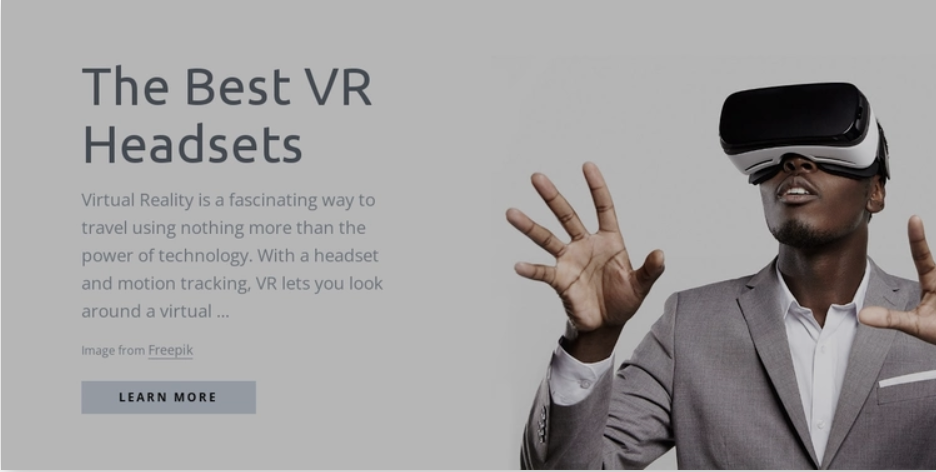 The Best VR
Headsets
Virtual Reality is a fascinating way to
travel using nothing more than the
power of technology. With a headset
and motion tracking, VR lets you look
around a virtual ...
Image from Freepik
LEARN MORE